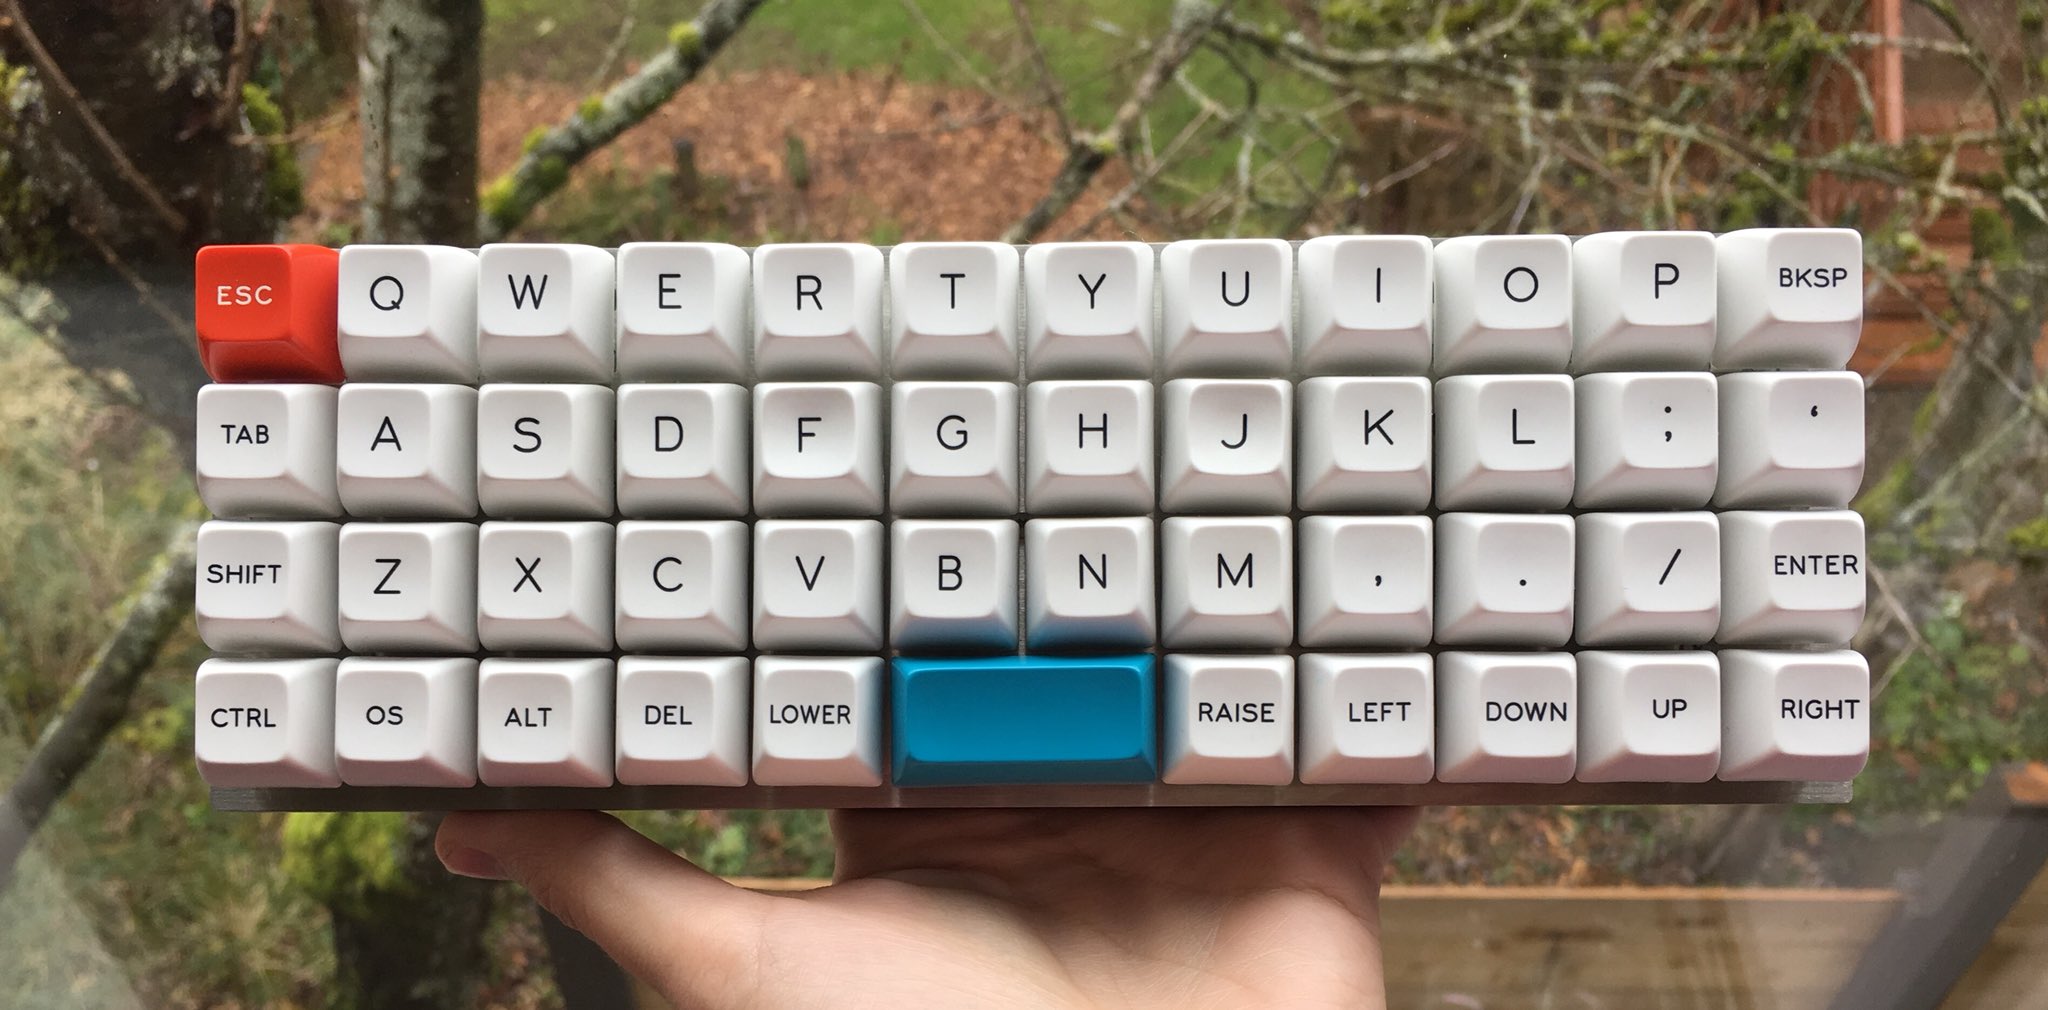 ESC Q W E R T Y U I O P BKSP
TAB A S D F G H J K L ; ‘
SHIFT Z X C V B N M , . / ENTER
CTRL OS ALT DEL LOWER RAISE LEFT DOWN UP RIGHT